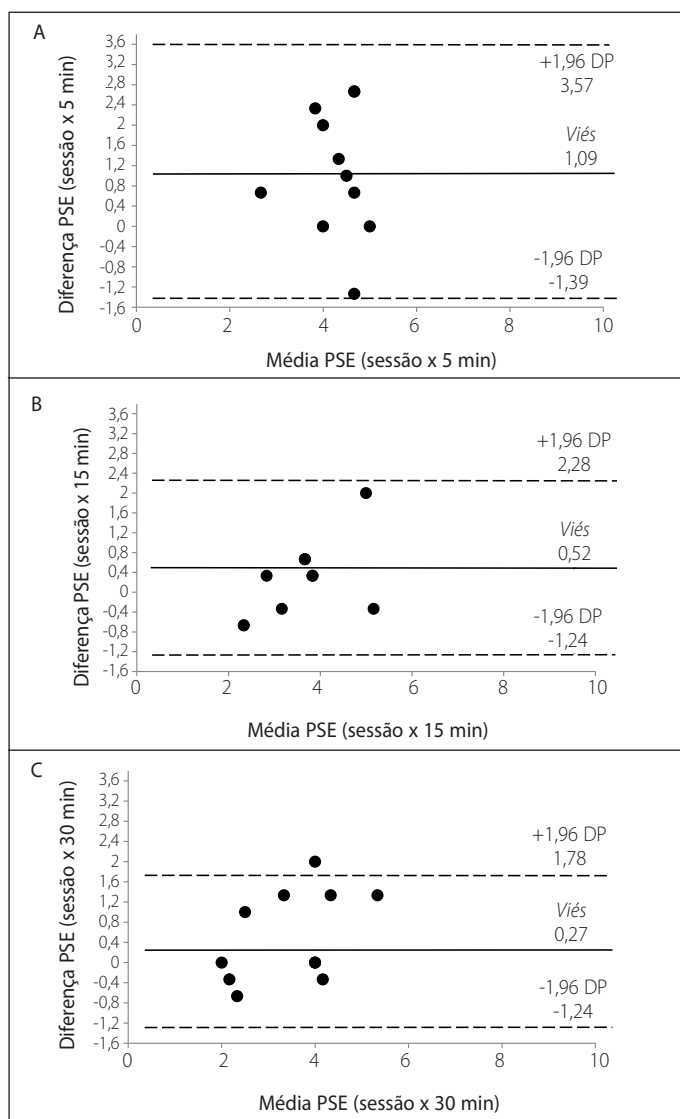 A
Diferença PSE (sessão x 5 min)
3,6
3,2
2,8
2,4
2
1,6
1,2
0,8
0,4
0
-0,4
-0,8
-1,2
-1,6
+1,96 DP
3,57
Viés
1,09
-1,96 DP
-1,39
0 2 4 6 8 10
Média PSE (sessão x 5 min)
B
Diferença PSE (sessão x 15 min)
3,6
3,2
2,8
2,4
2
1,6
1,2
0,8
0,4
0
-0,4
-0,8
-1,2
-1,6
+1,96 DP
2,28
Viés
0,52
-1,96 DP
-1,24
0 2 4 6 8 10
Média PSE (sessão x 15 min)
C
Diferença PSE (sessão x 30 min)
3,6
3,2
2,8
2,4
2
1,6
1,2
0,8
0,4
0
-0,4
-0,8
-1,2
-1,6
+1,96 DP
1,78
Viés
0,27
-1,96 DP
-1,24
0 2 4 6 8 10
Média PSE (sessão x 30 min)